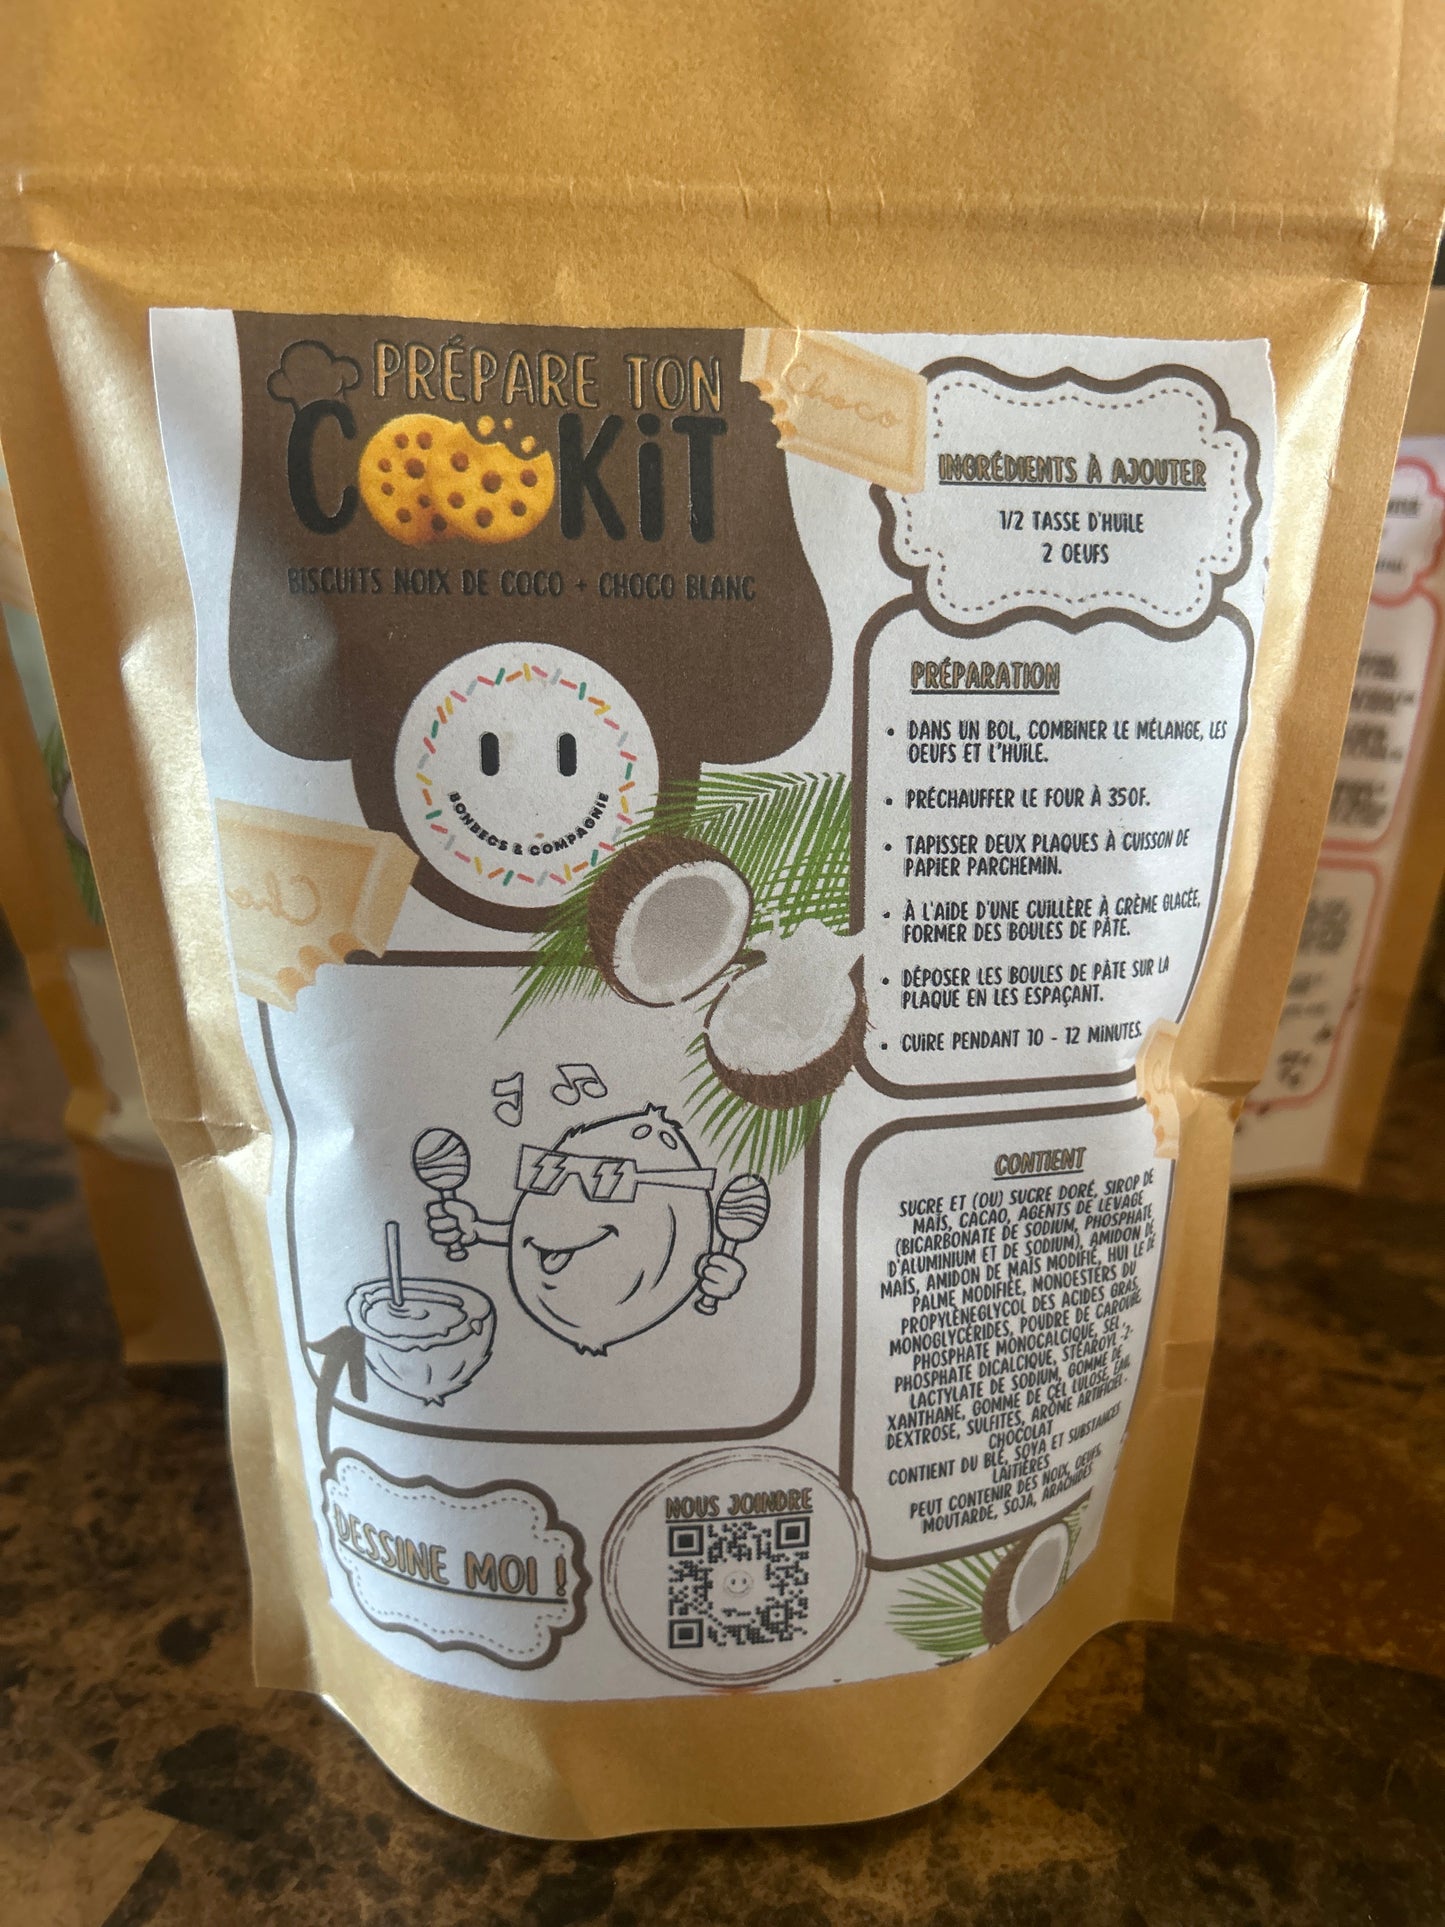 PRÉPARE TON
COOKiT
BISCUITS NOIX DE COCO + CHOCO BLANC
Choco
BONBECS & COMPAGNIE
Cho
INGRÉDIENTS À AJOUTER
1/2 TASSE D'HUILE
2 OEUFS
PRÉPARATION
• DANS UN BOL, COMBINER LE MÉLANGE, LES
OEUFS ET L'HUILE.
• PRÉCHAUFFER LE FOUR À 350F.
• TAPISSER DEUX PLAQUES À CUISSON DE
PAPIER PARCHEMIN.
• À L'AIDE D'UNE CUILLÈRE À CRÈME GLACÉE,
FORMER DES BOULES DE PÂTE.
• DÉPOSER LES BOULES DE PÂTE SUR LA
PLAQUE EN LES ESPAÇANT.
• CUIRE PENDANT 10 - 12 MINUTES.
CONTIENT
SUCRE ET (OU) SUCRE DORÉ, SIROP DE
MAÏS, CACAO, AGENTS DE LEVAGE
(BICARBONATE DE SODIUM, PHOSPHATE
D'ALUMINIUM ET DE SODIUM), AMIDON DE
MAÏS, AMIDON DE MAÏS MODIFIÉ, HUI LE DE
PALME MODIFIÉE, MONOESTERS DU
PROPYLÈNEGLYCOL DES ACIDES GRAS,
MONOGLYCÉRIDES, POUDRE DE CAROUBE,
PHOSPHATE MONOCALCIQUE, SEL,
PHOSPHATE DICALCIQUE, STÉAROYL-2-
LACTYLATE DE SODIUM, GOMME DE
XANTHANE, GOMME DE CEL LULOSE, EAU,
DEXTROSE, SULFITES, ARÔME ARTIFICIEL.
CHOCOLAT
CONTIENT DU BLÉ, SOYA ET SUBSTANCES
LAITIÈRES
PEUT CONTENIR DES NOIX, OEUFS,
MOUTARDE, SOJA, ARACHIDES
DESSINE MOI !
NOUS JOINDRE